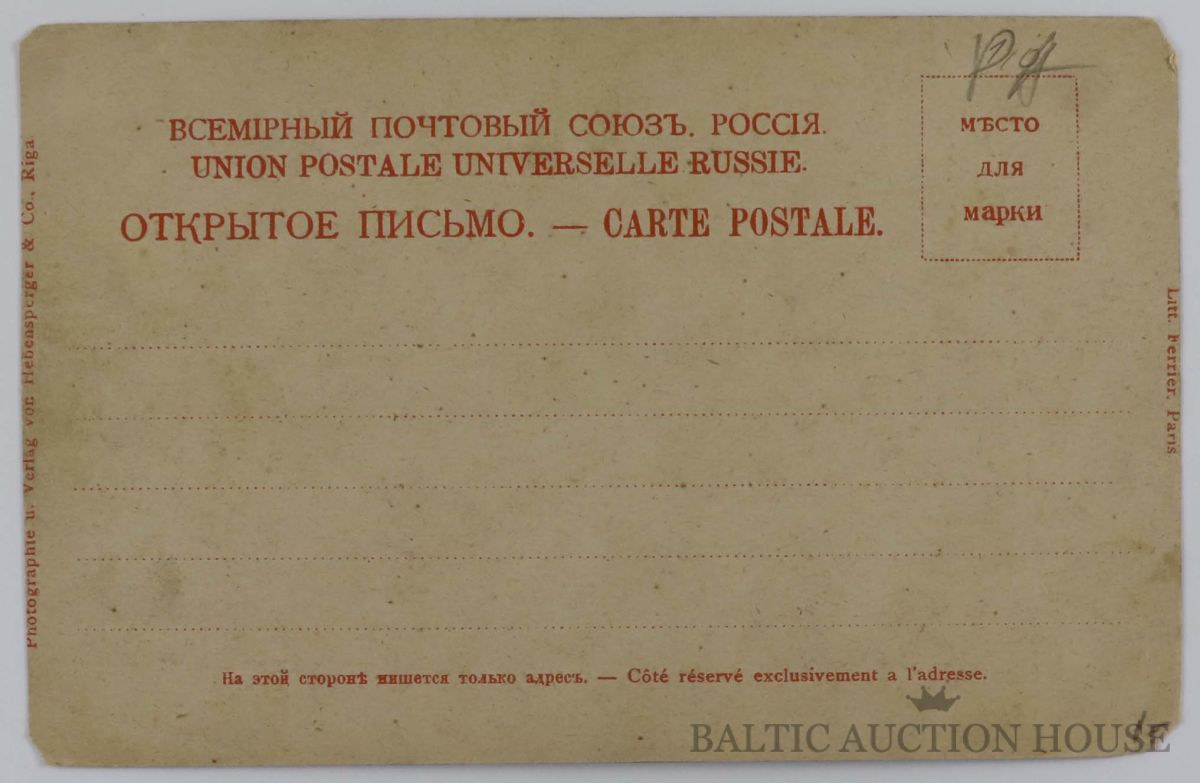 ВСЕМІРНЫЙ ПОЧТОВЫЙ СОЮЗЪ. РОССІЯ.
UNION POSTALE UNIVERSELLE RUSSIE.
ОТКРЫТОЕ ПИСЬМО. — CARTE POSTALE.
МѢСТО
ДЛЯ
МАРКИ
Photographie u. Verlag von Hebensperger & Co., Riga
Litt. Ferrier. Paris
На этой сторонѣ пишется только адресъ. — Côté réservé exclusivement a l'adresse.
BALTIC AUCTION HOUSE